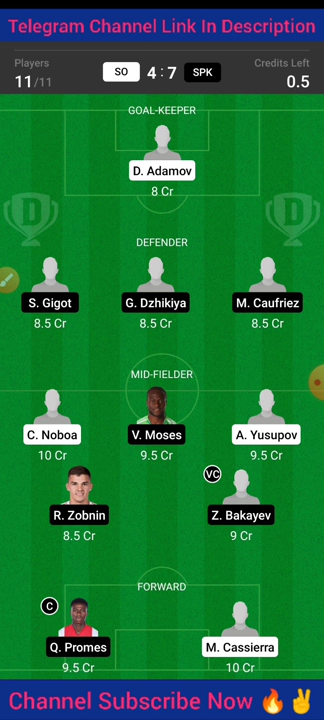 Telegram Channel Link In Description
Players
Credits Left
11/11
SO 4 : 7 SPK
0.5
GOAL-KEEPER
D. Adamov
8 Cr
D
D
DEFENDER
S. Gigot
G. Dzhikiya
M. Caufriez
8.5 Cr
8.5 Cr
8.5 Cr
MID-FIELDER
C. Noboa
V. Moses
A. Yusupov
10 Cr
9.5 Cr
9.5 Cr
VC
R. Zobnin
Z. Bakayev
8.5 Cr
9 Cr
FORWARD
C
Q. Promes
M. Cassierra
9.5 Cr
10 Cr
Channel Subscribe Now 🔥✌️